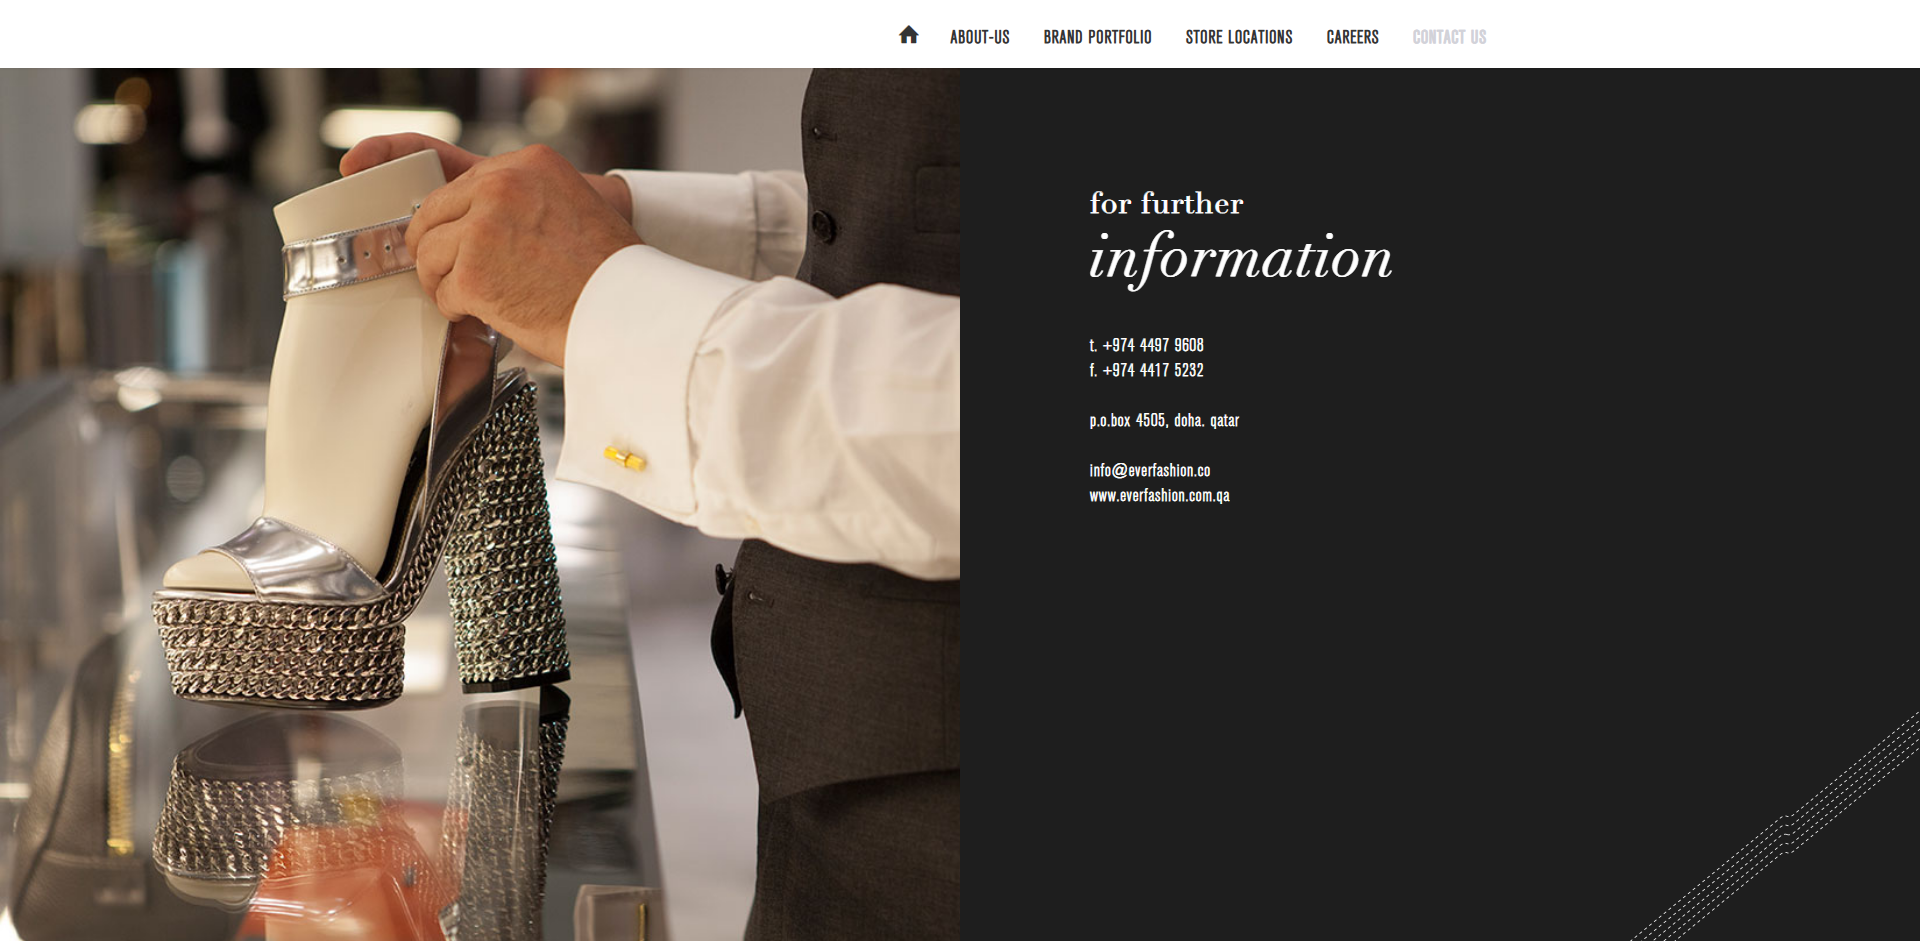 ABOUT-US BRAND PORTFOLIO STORE LOCATIONS CAREERS CONTACT US
for further
information
t. +974 4497 9608
f. +974 4417 5232
p.o.box 4505, doha. qatar
info@everfashion.co
www.everfashion.com.qa